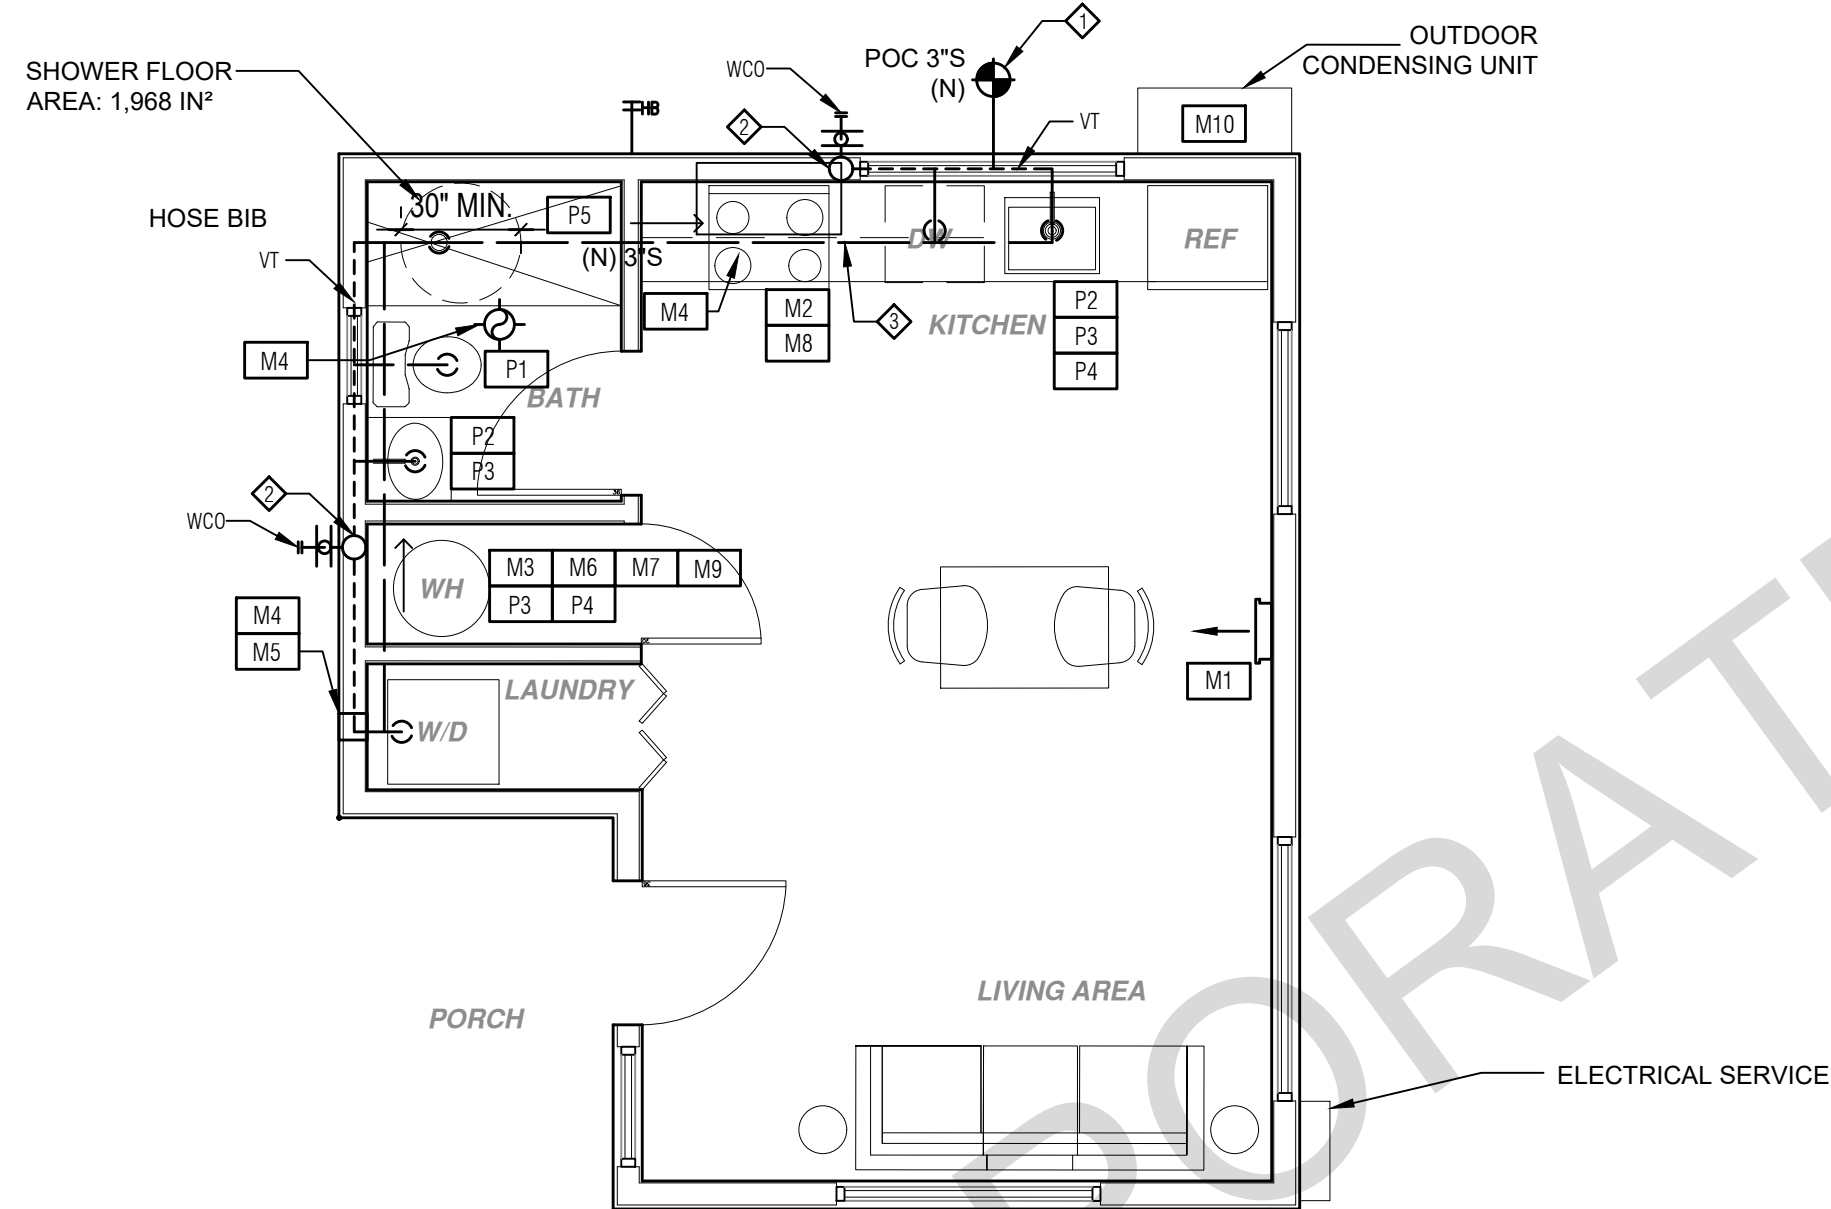 1
OUTDOOR
CONDENSING UNIT
POC 3"S
(N)
SHOWER FLOOR
AREA: 1,968 IN²
WCO
HB
2
VT
M10
30" MIN.
P5
HOSE BIB
DW
REF
(N) 3"S
VT
M4
M2
M8
3
KITCHEN
P2
P3
P4
M4
P1
BATH
P2
P3
2
WCO
WH
M3 M6 M7 M9
P3 P4
M4
M5
M1
LAUNDRY
W/D
LIVING AREA
PORCH
ELECTRICAL SERVICE
PORAT